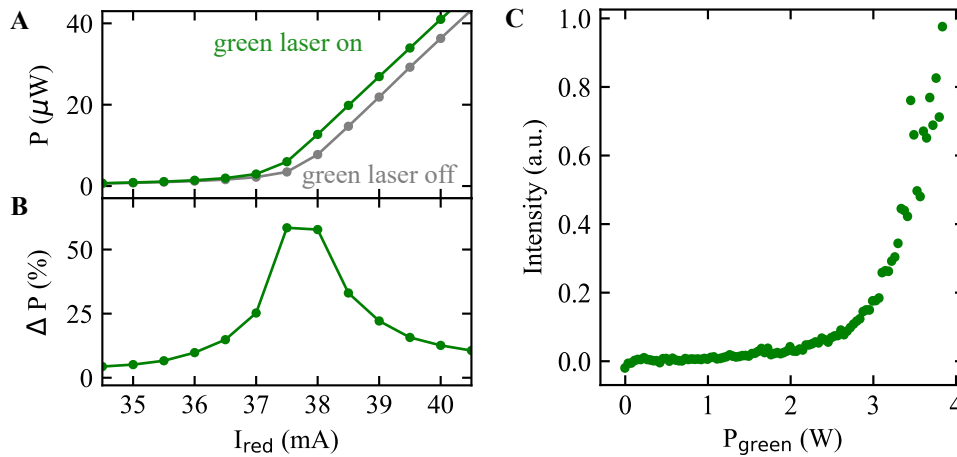 A
40
20
0
P (μW)
green laser on
green laser off
B
50
25
0
Δ P (%)
35 36 37 38 39 40
I_red (mA)
C
1.0
0.8
0.6
0.4
0.2
0.0
Intensity (a.u.)
0 1 2 3 4
P_green (W)